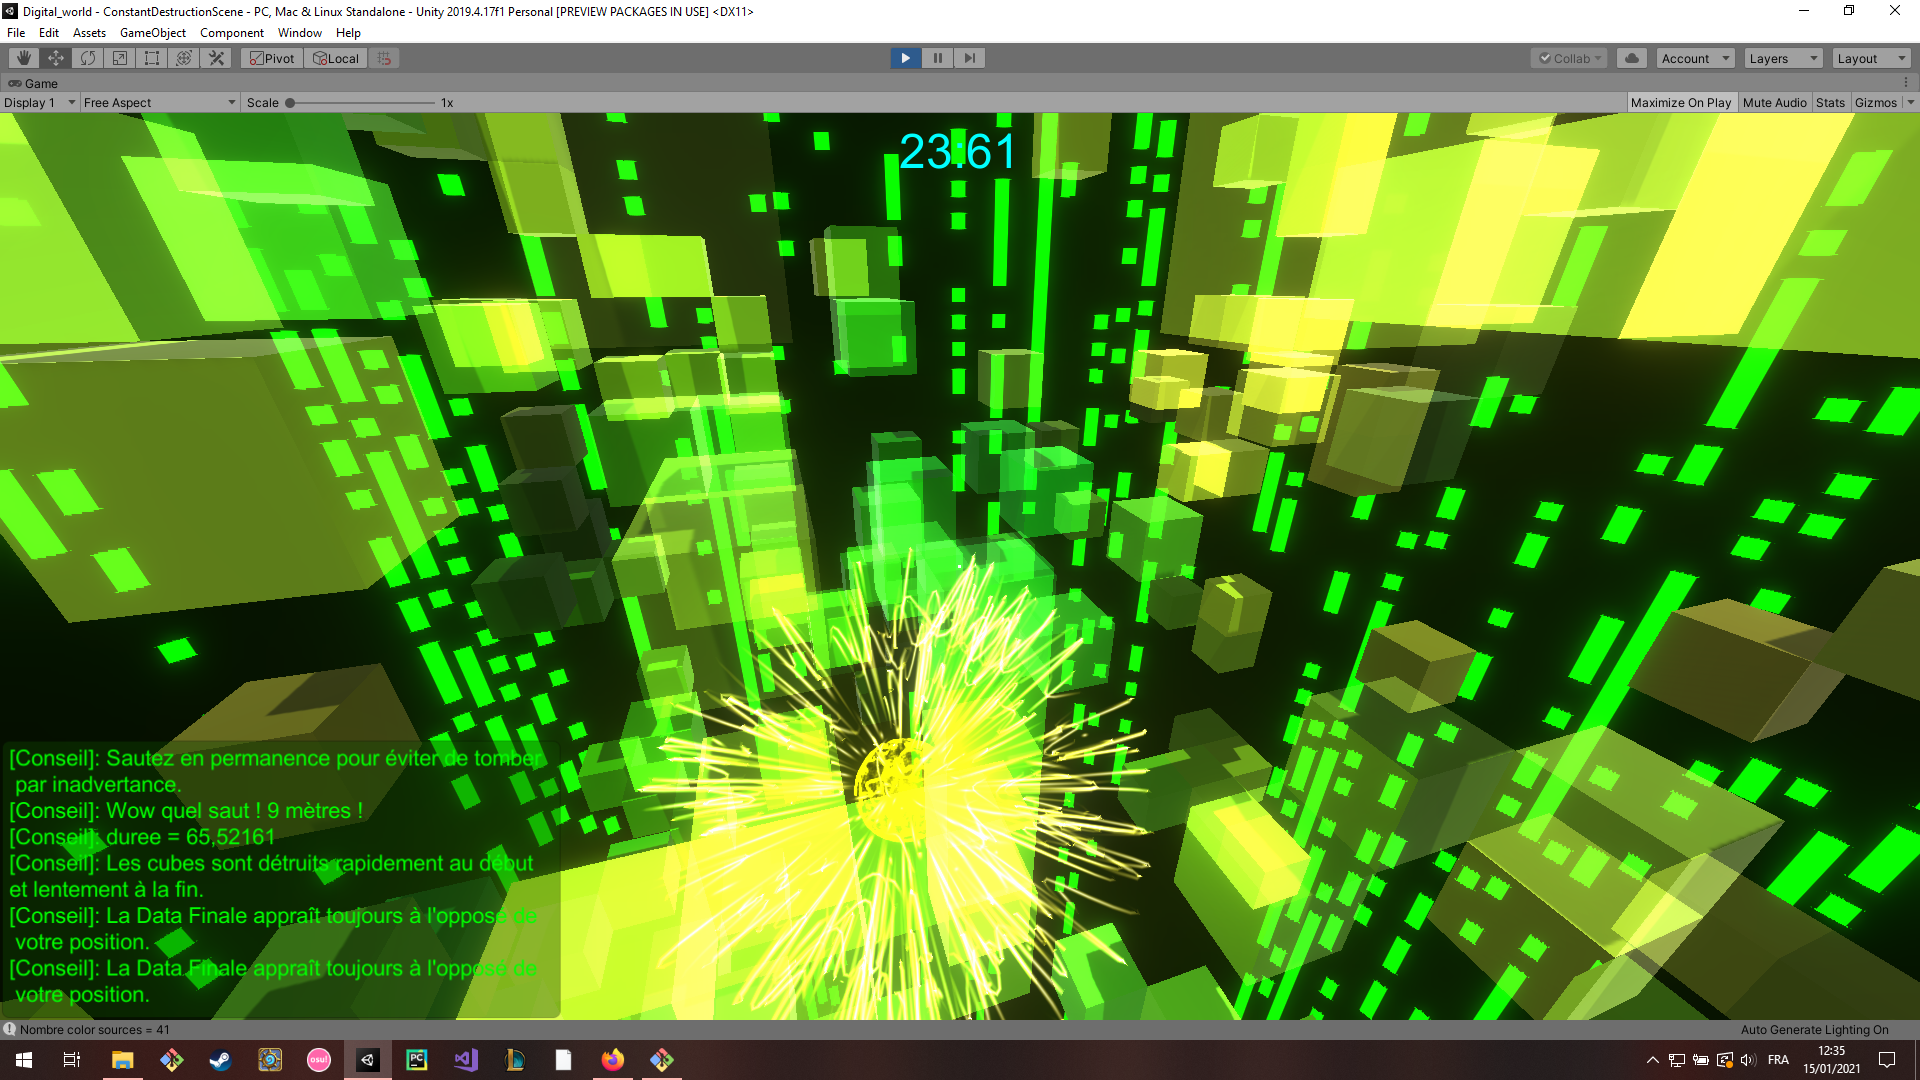 Digital_world - ConstantDestructionScene - PC, Mac & Linux Standalone - Unity 2019.4.17f1 Personal [PREVIEW PACKAGES IN USE] <DX11>
File Edit Assets GameObject Component Window Help
Pivot Local Collab Account Layers Layout
Game
Display 1 Free Aspect Scale 1x Maximize On Play Mute Audio Stats Gizmos
23:61
[Conseil]: Sautez en permanence pour éviter de tomber
par inadvertance.
[Conseil]: Wow quel saut ! 9 mètres !
[Conseil]: duree = 65,52161
[Conseil]: Les cubes sont détruits rapidement au début
et lentement à la fin.
[Conseil]: La Data Finale appraît toujours à l'opposé de
votre position.
[Conseil]: La Data Finale appraît toujours à l'opposé de
votre position.
Nombre color sources = 41 Auto Generate Lighting On
osu! PC FRA 12:35
15/01/2021